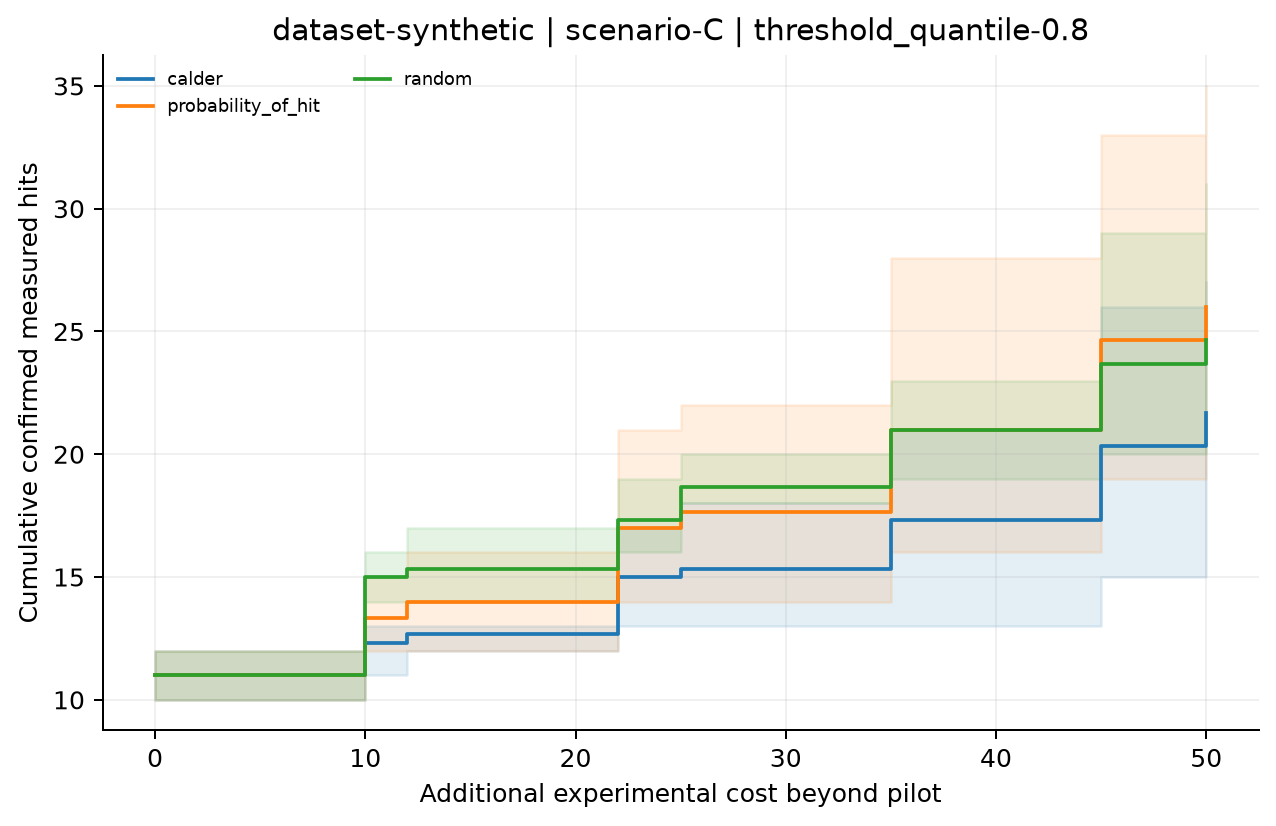 dataset-synthetic | scenario-C | threshold_quantile-0.8
calder
random
probability_of_hit
35
30
25
20
15
10
Cumulative confirmed measured hits
0 10 20 30 40 50
Additional experimental cost beyond pilot